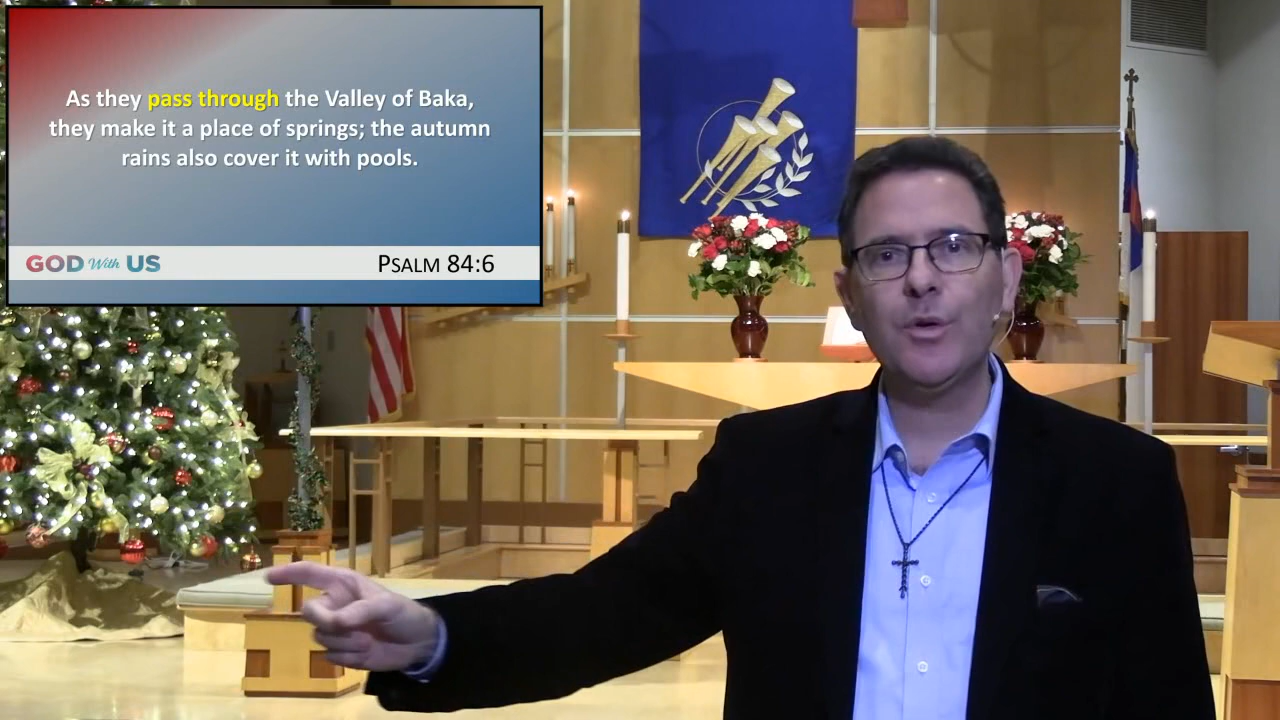 As they pass through the Valley of Baka,
they make it a place of springs; the autumn
rains also cover it with pools.
GOD With US
PSALM 84:6